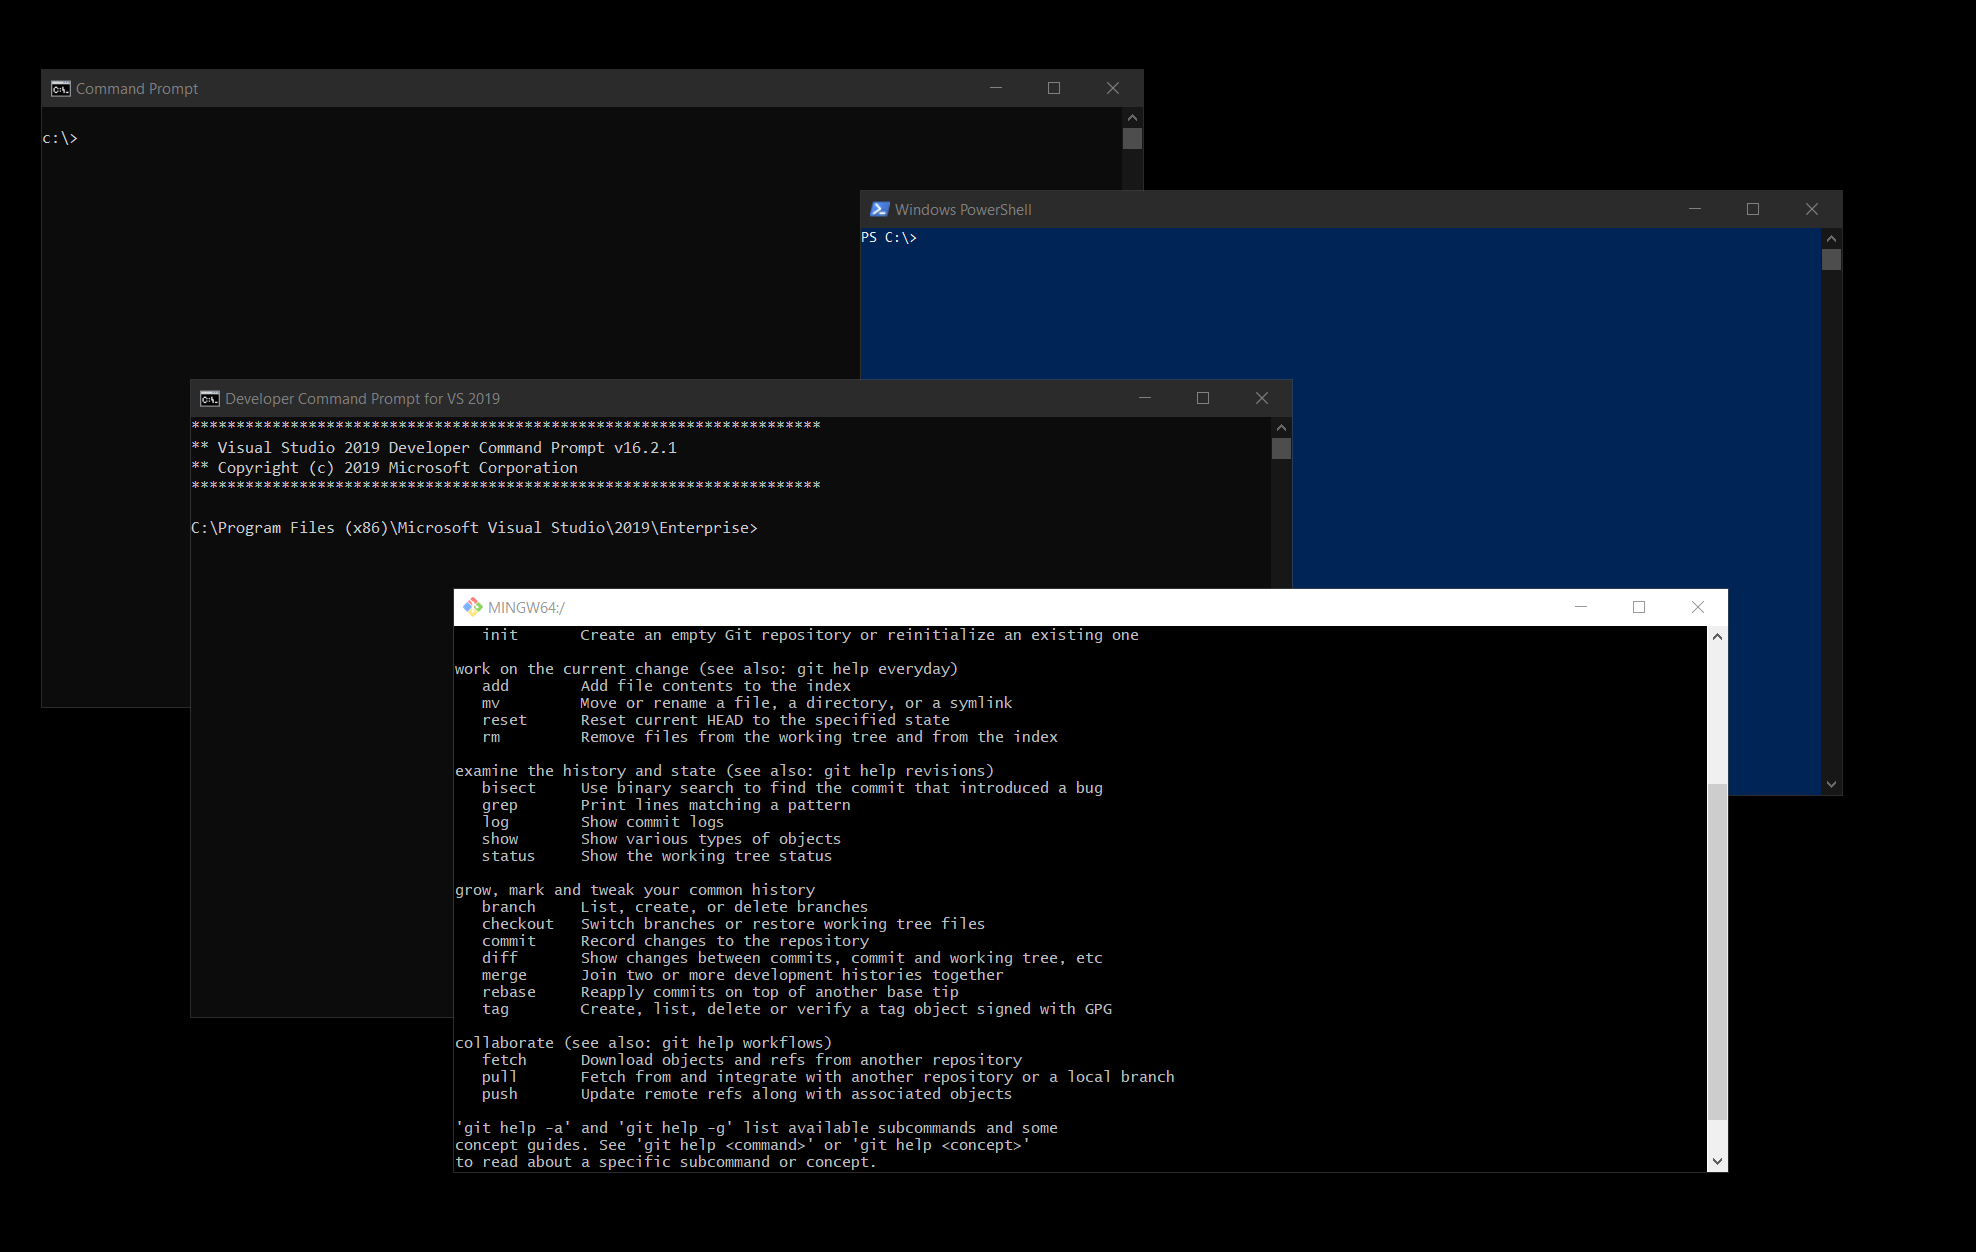 Command Prompt
c:\>
Windows PowerShell
PS C:\>
Developer Command Prompt for VS 2019
**********************************************************************
** Visual Studio 2019 Developer Command Prompt v16.2.1
** Copyright (c) 2019 Microsoft Corporation
**********************************************************************
C:\Program Files (x86)\Microsoft Visual Studio\2019\Enterprise>
MINGW64:/
init       Create an empty Git repository or reinitialize an existing one
work on the current change (see also: git help everyday)
add        Add file contents to the index
mv         Move or rename a file, a directory, or a symlink
reset      Reset current HEAD to the specified state
rm         Remove files from the working tree and from the index
examine the history and state (see also: git help revisions)
bisect     Use binary search to find the commit that introduced a bug
grep       Print lines matching a pattern
log        Show commit logs
show       Show various types of objects
status     Show the working tree status
grow, mark and tweak your common history
branch     List, create, or delete branches
checkout   Switch branches or restore working tree files
commit     Record changes to the repository
diff       Show changes between commits, commit and working tree, etc
merge      Join two or more development histories together
rebase     Reapply commits on top of another base tip
tag        Create, list, delete or verify a tag object signed with GPG
collaborate (see also: git help workflows)
fetch      Download objects and refs from another repository
pull       Fetch from and integrate with another repository or a local branch
push       Update remote refs along with associated objects
'git help -a' and 'git help -g' list available subcommands and some
concept guides. See 'git help <command>' or 'git help <concept>'
to read about a specific subcommand or concept.